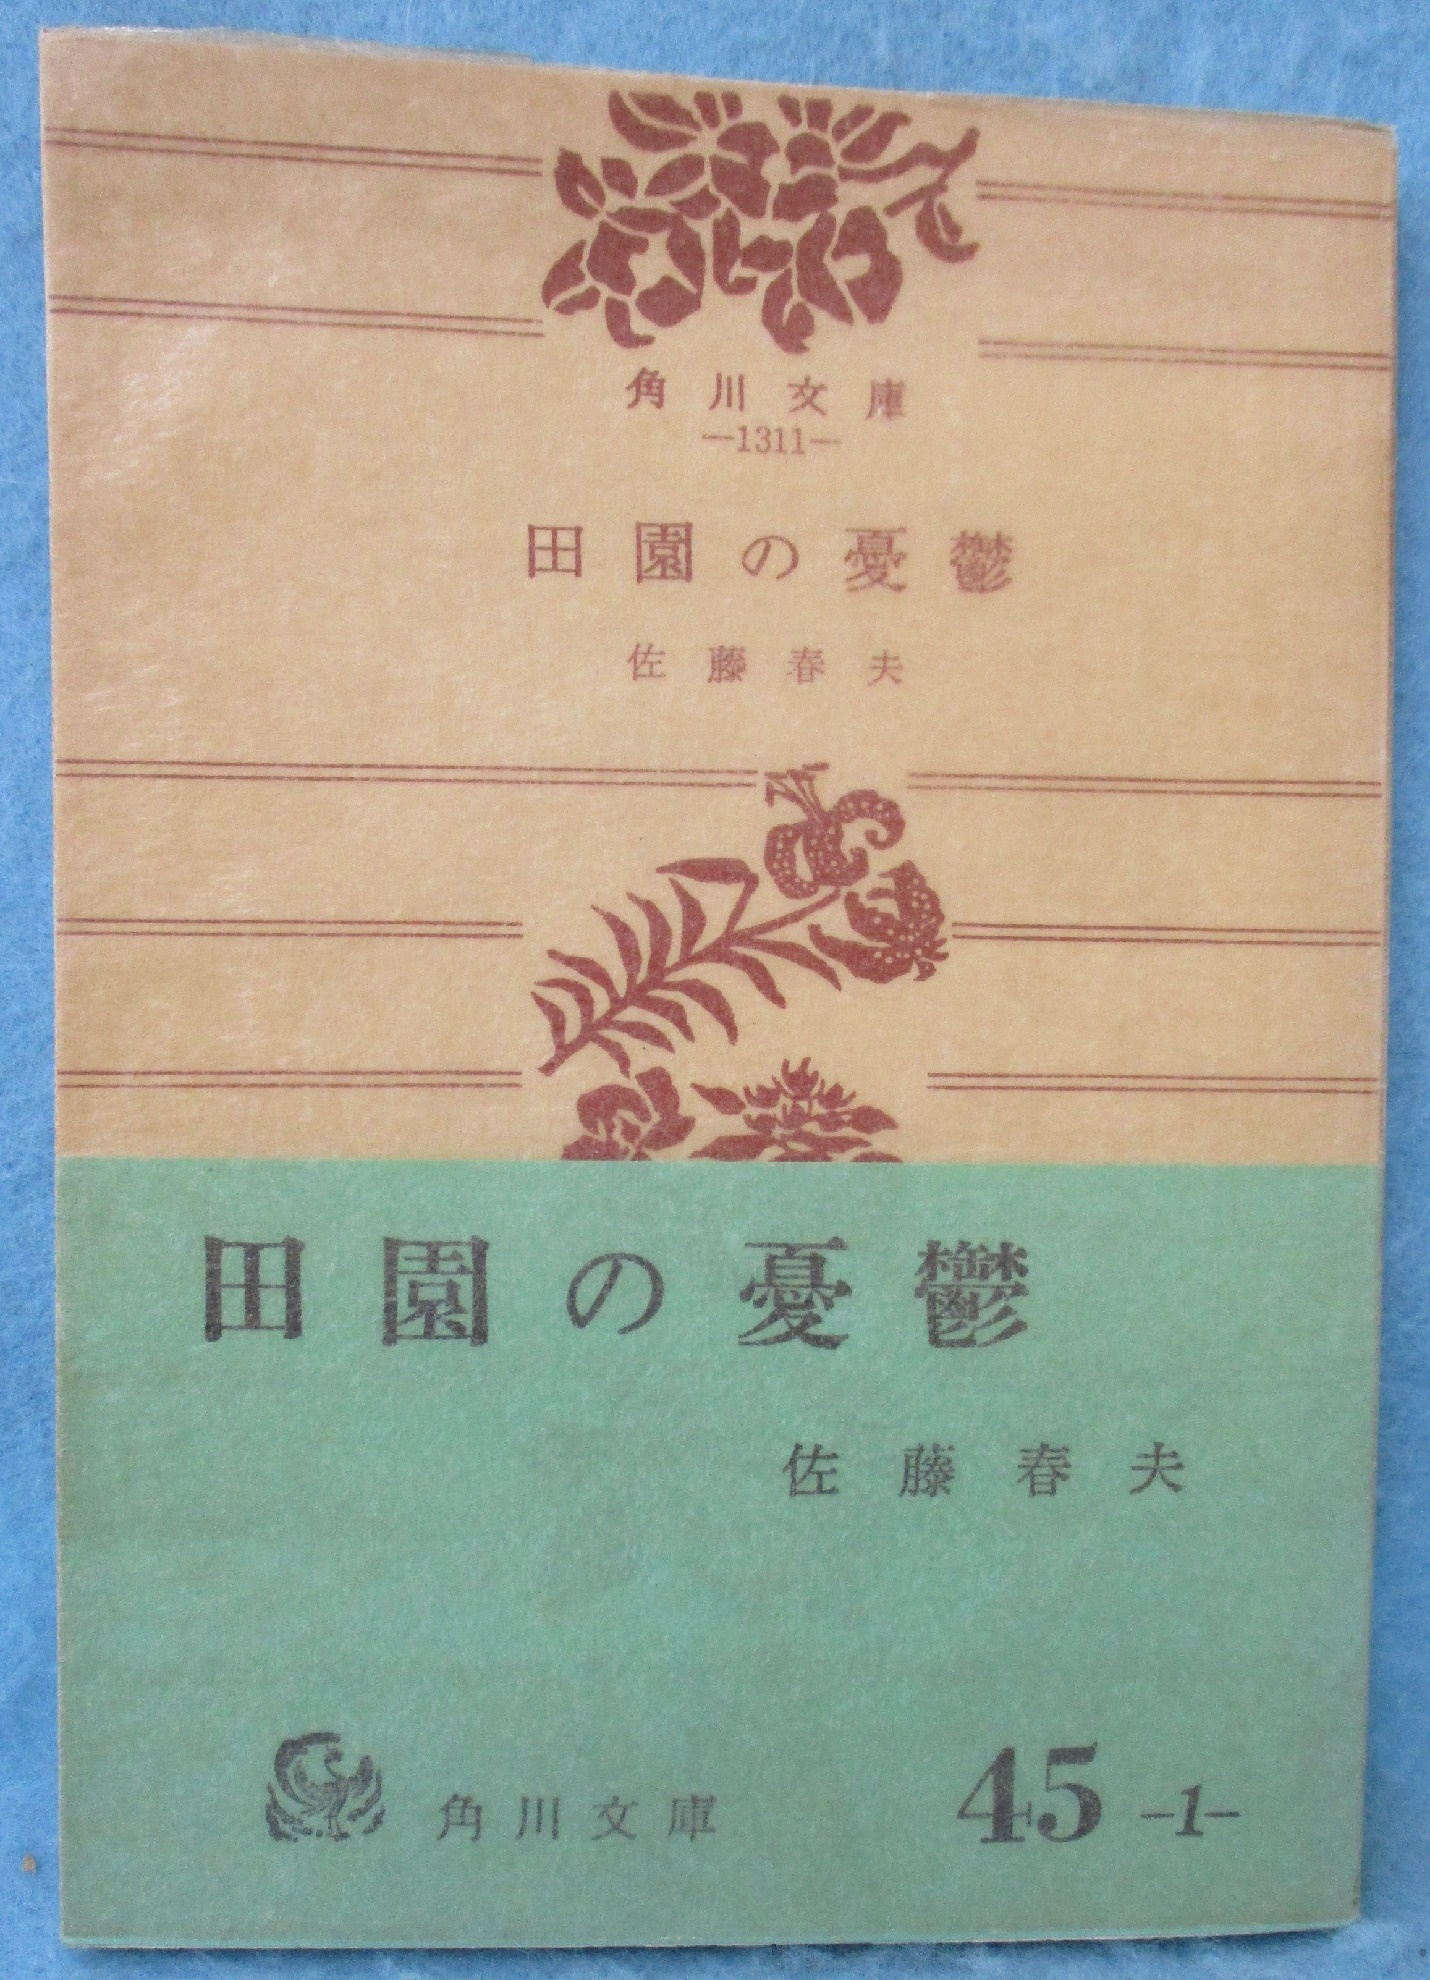 角川文庫
—1311—
田園の憂鬱
佐藤春夫
田園の憂鬱
佐藤春夫
角川文庫 45 —1—